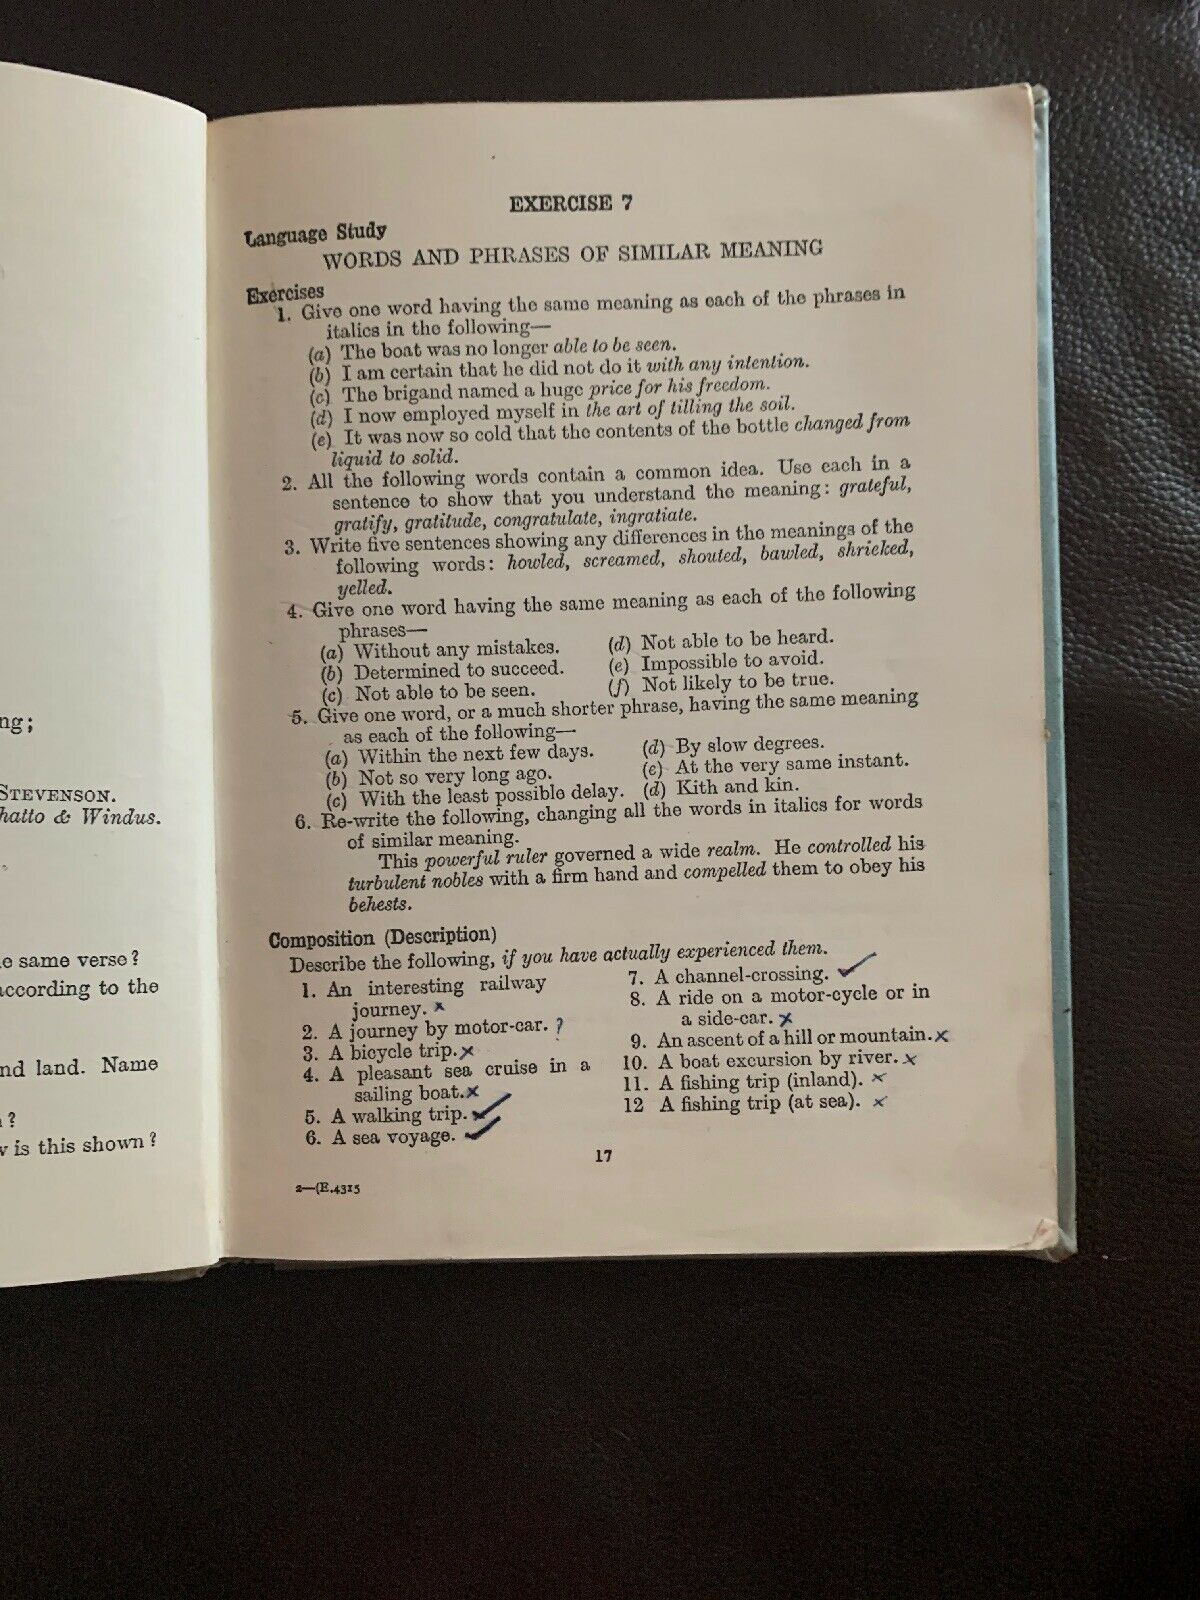 ng;
STEVENSON.
hatto & Windus.
e same verse?
according to the
nd land. Name
?
is this shown?
EXERCISE 7
Language Study
WORDS AND PHRASES OF SIMILAR MEANING
Exercises
1. Give one word having the same meaning as each of the phrases in
italics in the following—
(a) The boat was no longer able to be seen.
(b) I am certain that he did not do it with any intention.
(c) The brigand named a huge price for his freedom.
(d) I now employed myself in the art of tilling the soil.
(e) It was now so cold that the contents of the bottle changed from
liquid to solid.
2. All the following words contain a common idea. Use each in a
sentence to show that you understand the meaning: grateful,
gratify, gratitude, congratulate, ingratiate.
3. Write five sentences showing any differences in the meanings of the
following words: howled, screamed, shouted, bawled, shrieked,
yelled.
4. Give one word having the same meaning as each of the following
phrases—
(a) Without any mistakes.
(b) Determined to succeed.
(c) Not able to be seen.
(d) Not able to be heard.
(e) Impossible to avoid.
(f) Not likely to be true.
5. Give one word, or a much shorter phrase, having the same meaning
as each of the following—
(a) Within the next few days.
(b) Not so very long ago.
(c) With the least possible delay.
(d) By slow degrees.
(e) At the very same instant.
(d) Kith and kin.
6. Re-write the following, changing all the words in italics for words
of similar meaning.
This powerful ruler governed a wide realm. He controlled his
turbulent nobles with a firm hand and compelled them to obey his
behests.
Composition (Description)
Describe the following, if you have actually experienced them.
1. An interesting railway
journey. x
2. A journey by motor-car. ?
3. A bicycle trip. x
4. A pleasant sea cruise in a
sailing boat. x
5. A walking trip. ✓
6. A sea voyage. ✓
7. A channel-crossing. ✓
8. A ride on a motor-cycle or in
a side-car. x
9. An ascent of a hill or mountain. x
10. A boat excursion by river. x
11. A fishing trip (inland). x
12 A fishing trip (at sea). x
17
2—(E.4315